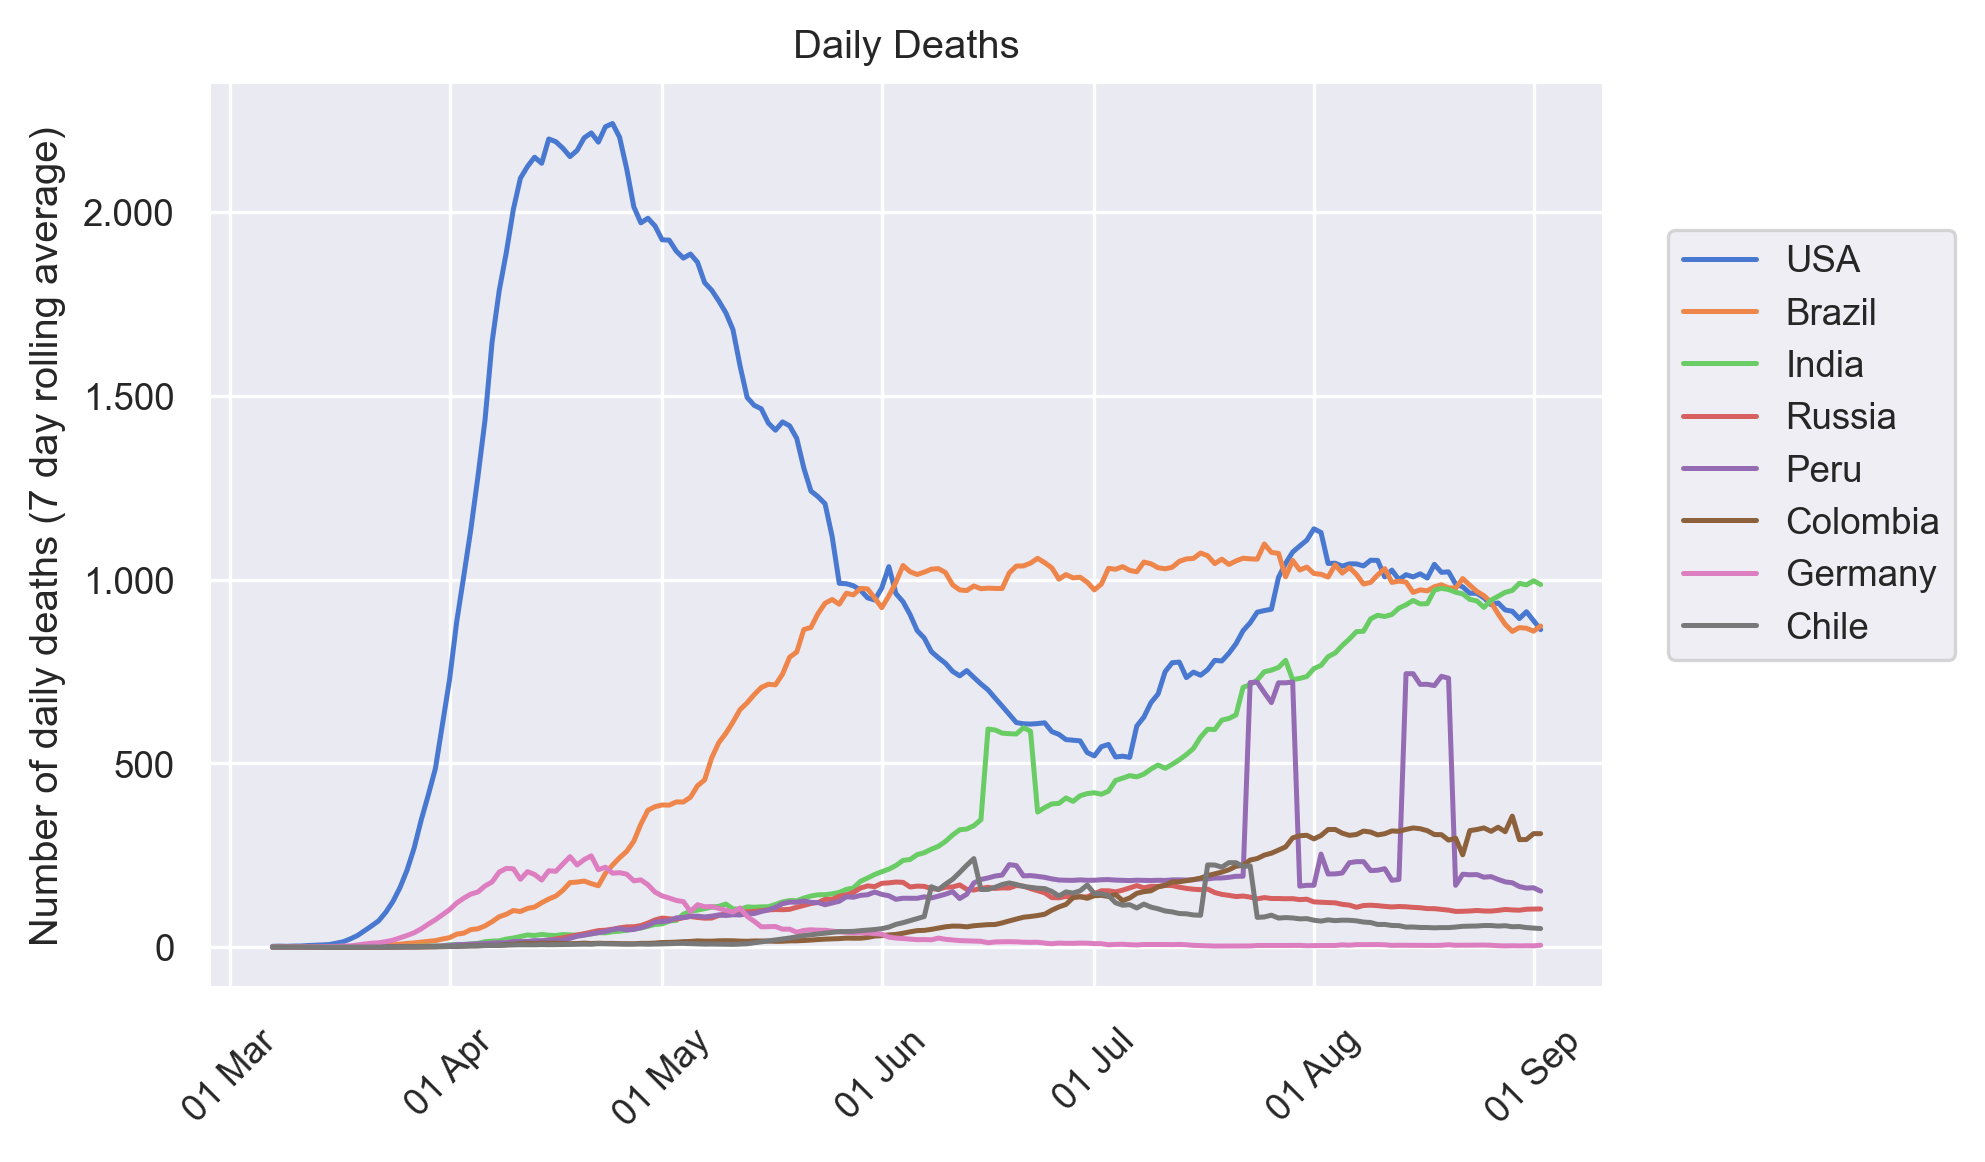 Daily Deaths
Number of daily deaths (7 day rolling average)
2.000
1.500
1.000
500
0
01 Mar
01 Apr
01 May
01 Jun
01 Jul
01 Aug
01 Sep
USA
Brazil
India
Russia
Peru
Colombia
Germany
Chile